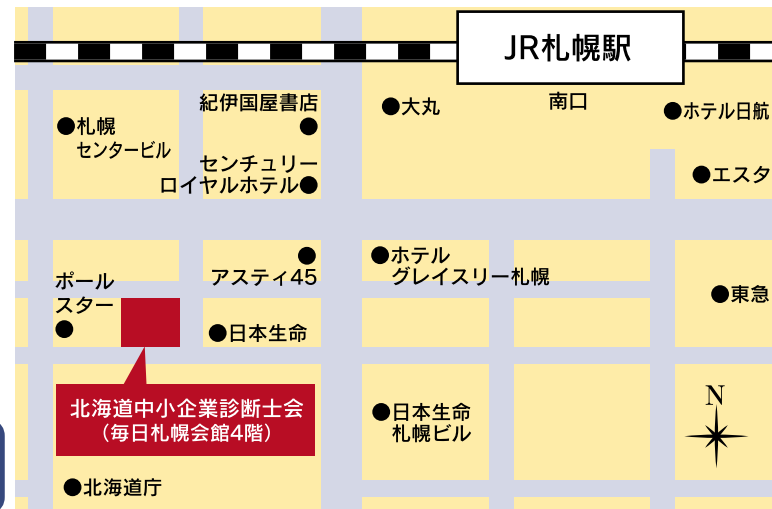 JR札幌駅
南口
紀伊国屋書店
大丸
ホテル日航
札幌
センタービル
センチュリー
ロイヤルホテル
エスタ
アスティ45
ホテル
グレイスリー札幌
ポール
スター
東急
日本生命
北海道中小企業診断士会
（毎日札幌会館4階）
日本生命
札幌ビル
N
北海道庁